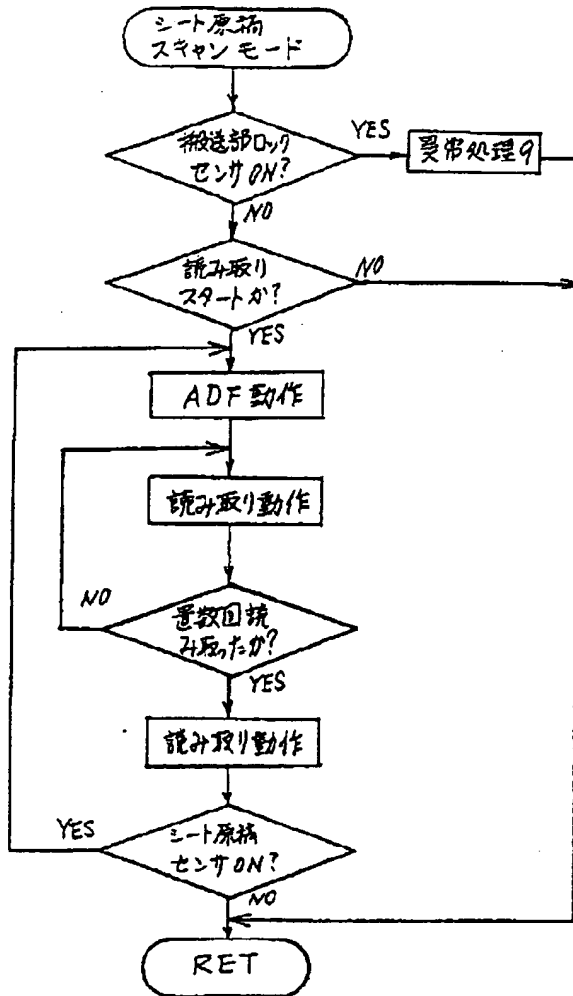 シート原稿
スキャンモード
搬送部ロック
センサON?
YES
異常処理9
NO
読み取り
スタートか?
NO
YES
ADF動作
読み取り動作
NO
置数回読
み取ったか?
YES
読み取り動作
YES
シート原稿
センサON?
NO
RET